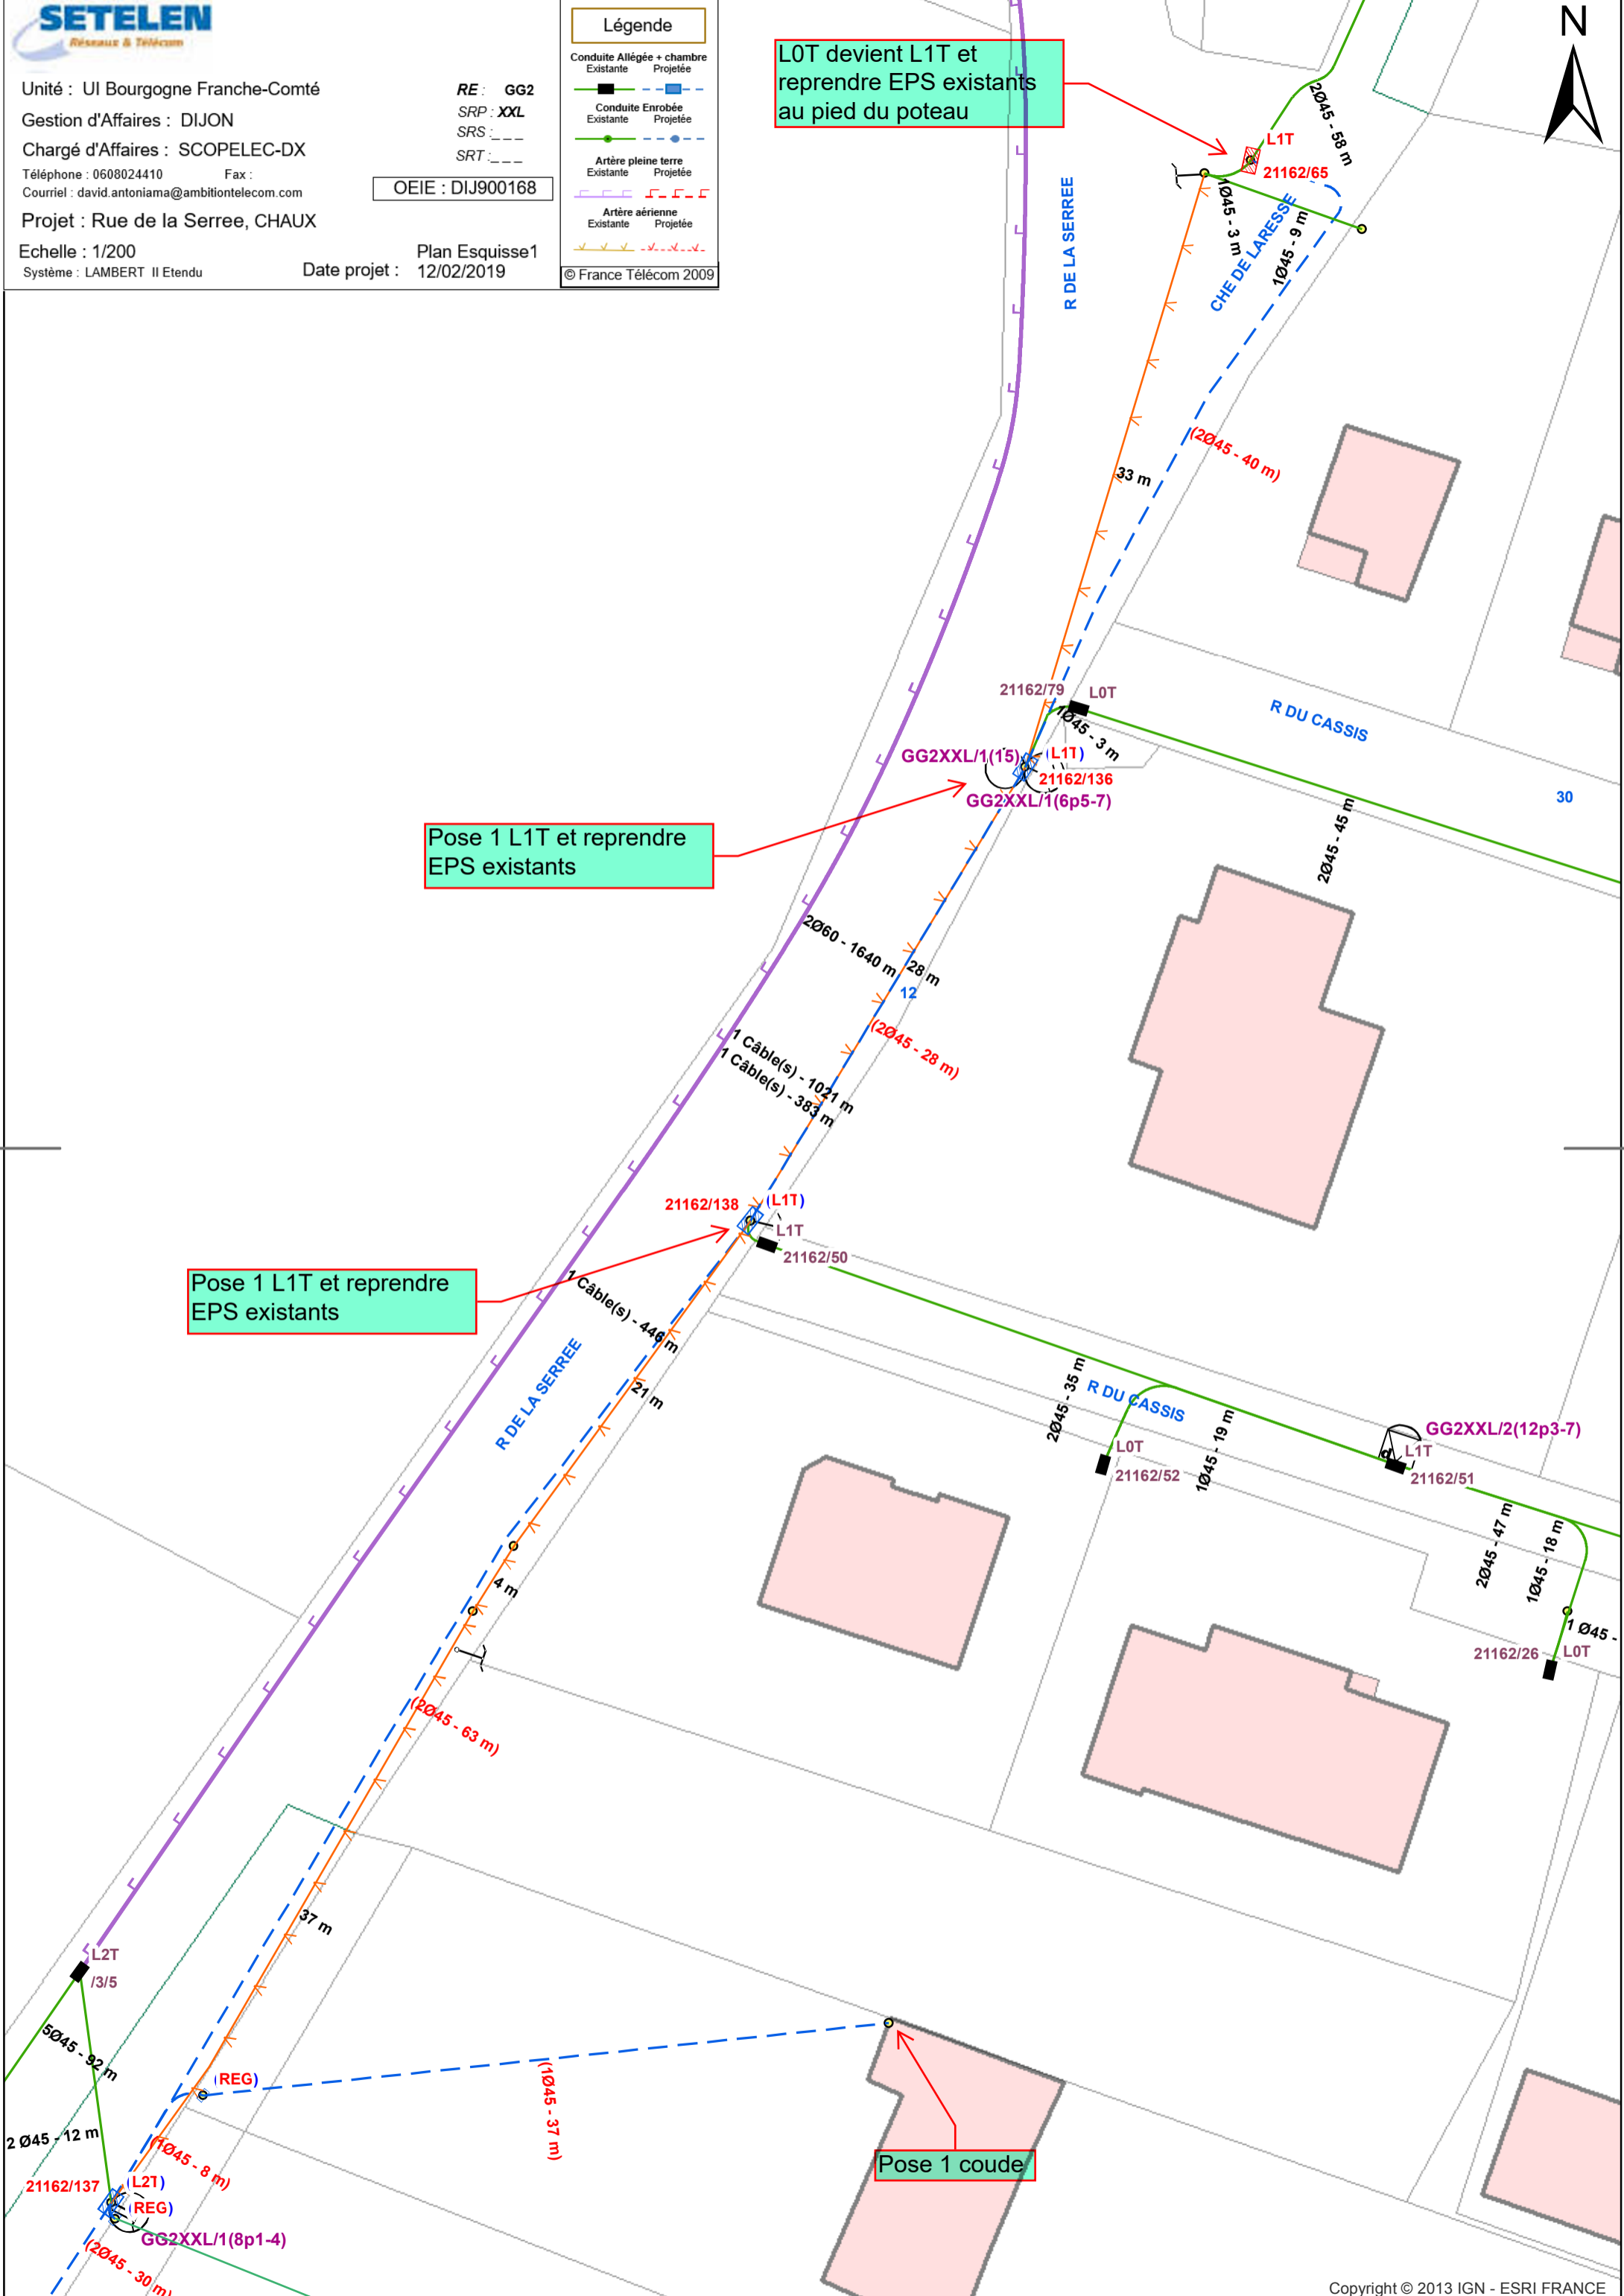 SETELEN
Réseaux & Télécom
Unité : UI Bourgogne Franche-Comté
Gestion d'Affaires : DIJON
Chargé d'Affaires : SCOPELEC-DX
Téléphone : 0608024410 Fax :
Courriel : david.antoniama@ambitiontelecom.com
Projet : Rue de la Serree, CHAUX
Echelle : 1/200
Système : LAMBERT II Etendu
RE : GG2
SRP : XXL
SRS :_ _ _
SRT :_ _ _
OEIE : DIJ900168
Plan Esquisse1
Date projet : 12/02/2019
Légende
Conduite Allégée + chambre
Existante Projetée
Conduite Enrobée
Existante Projetée
Artère pleine terre
Existante Projetée
Artère aérienne
Existante Projetée
© France Télécom 2009
L0T devient L1T et
reprendre EPS existants
au pied du poteau
N
2Ø45 - 58 m
L1T
21162/65
1Ø45 - 3 m
R DE LA SERREE
CHE DE LARESSE
1Ø45 - 9 m
(2Ø45 - 40 m)
33 m
21162/79
L0T
1Ø45 - 3 m
R DU CASSIS
GG2XXL/1(15)
(L1T)
21162/136
GG2XXL/1(6p5-7)
30
Pose 1 L1T et reprendre
EPS existants
2Ø45 - 45 m
2Ø60 - 1640 m
28 m
12
(2Ø45 - 28 m)
1 Câble(s) - 1021 m
1 Câble(s) - 383 m
21162/138
(L1T)
L1T
21162/50
Pose 1 L1T et reprendre
EPS existants
1 Câble(s) - 446 m
R DE LA SERREE
21 m
2Ø45 - 35 m
R DU CASSIS
1Ø45 - 19 m
GG2XXL/2(12p3-7)
L0T
21162/52
L1T
21162/51
2Ø45 - 47 m
1Ø45 - 18 m
4 m
1 Ø45 -
21162/26
L0T
(2Ø45 - 63 m)
37 m
L2T
/3/5
5Ø45 - 92 m
(REG)
(1Ø45 - 37 m)
2 Ø45 - 12 m
(1Ø45 - 8 m)
Pose 1 coude
21162/137
(L2T)
(REG)
GG2XXL/1(8p1-4)
(2Ø45 - 30 m)
Copyright © 2013 IGN - ESRI FRANCE